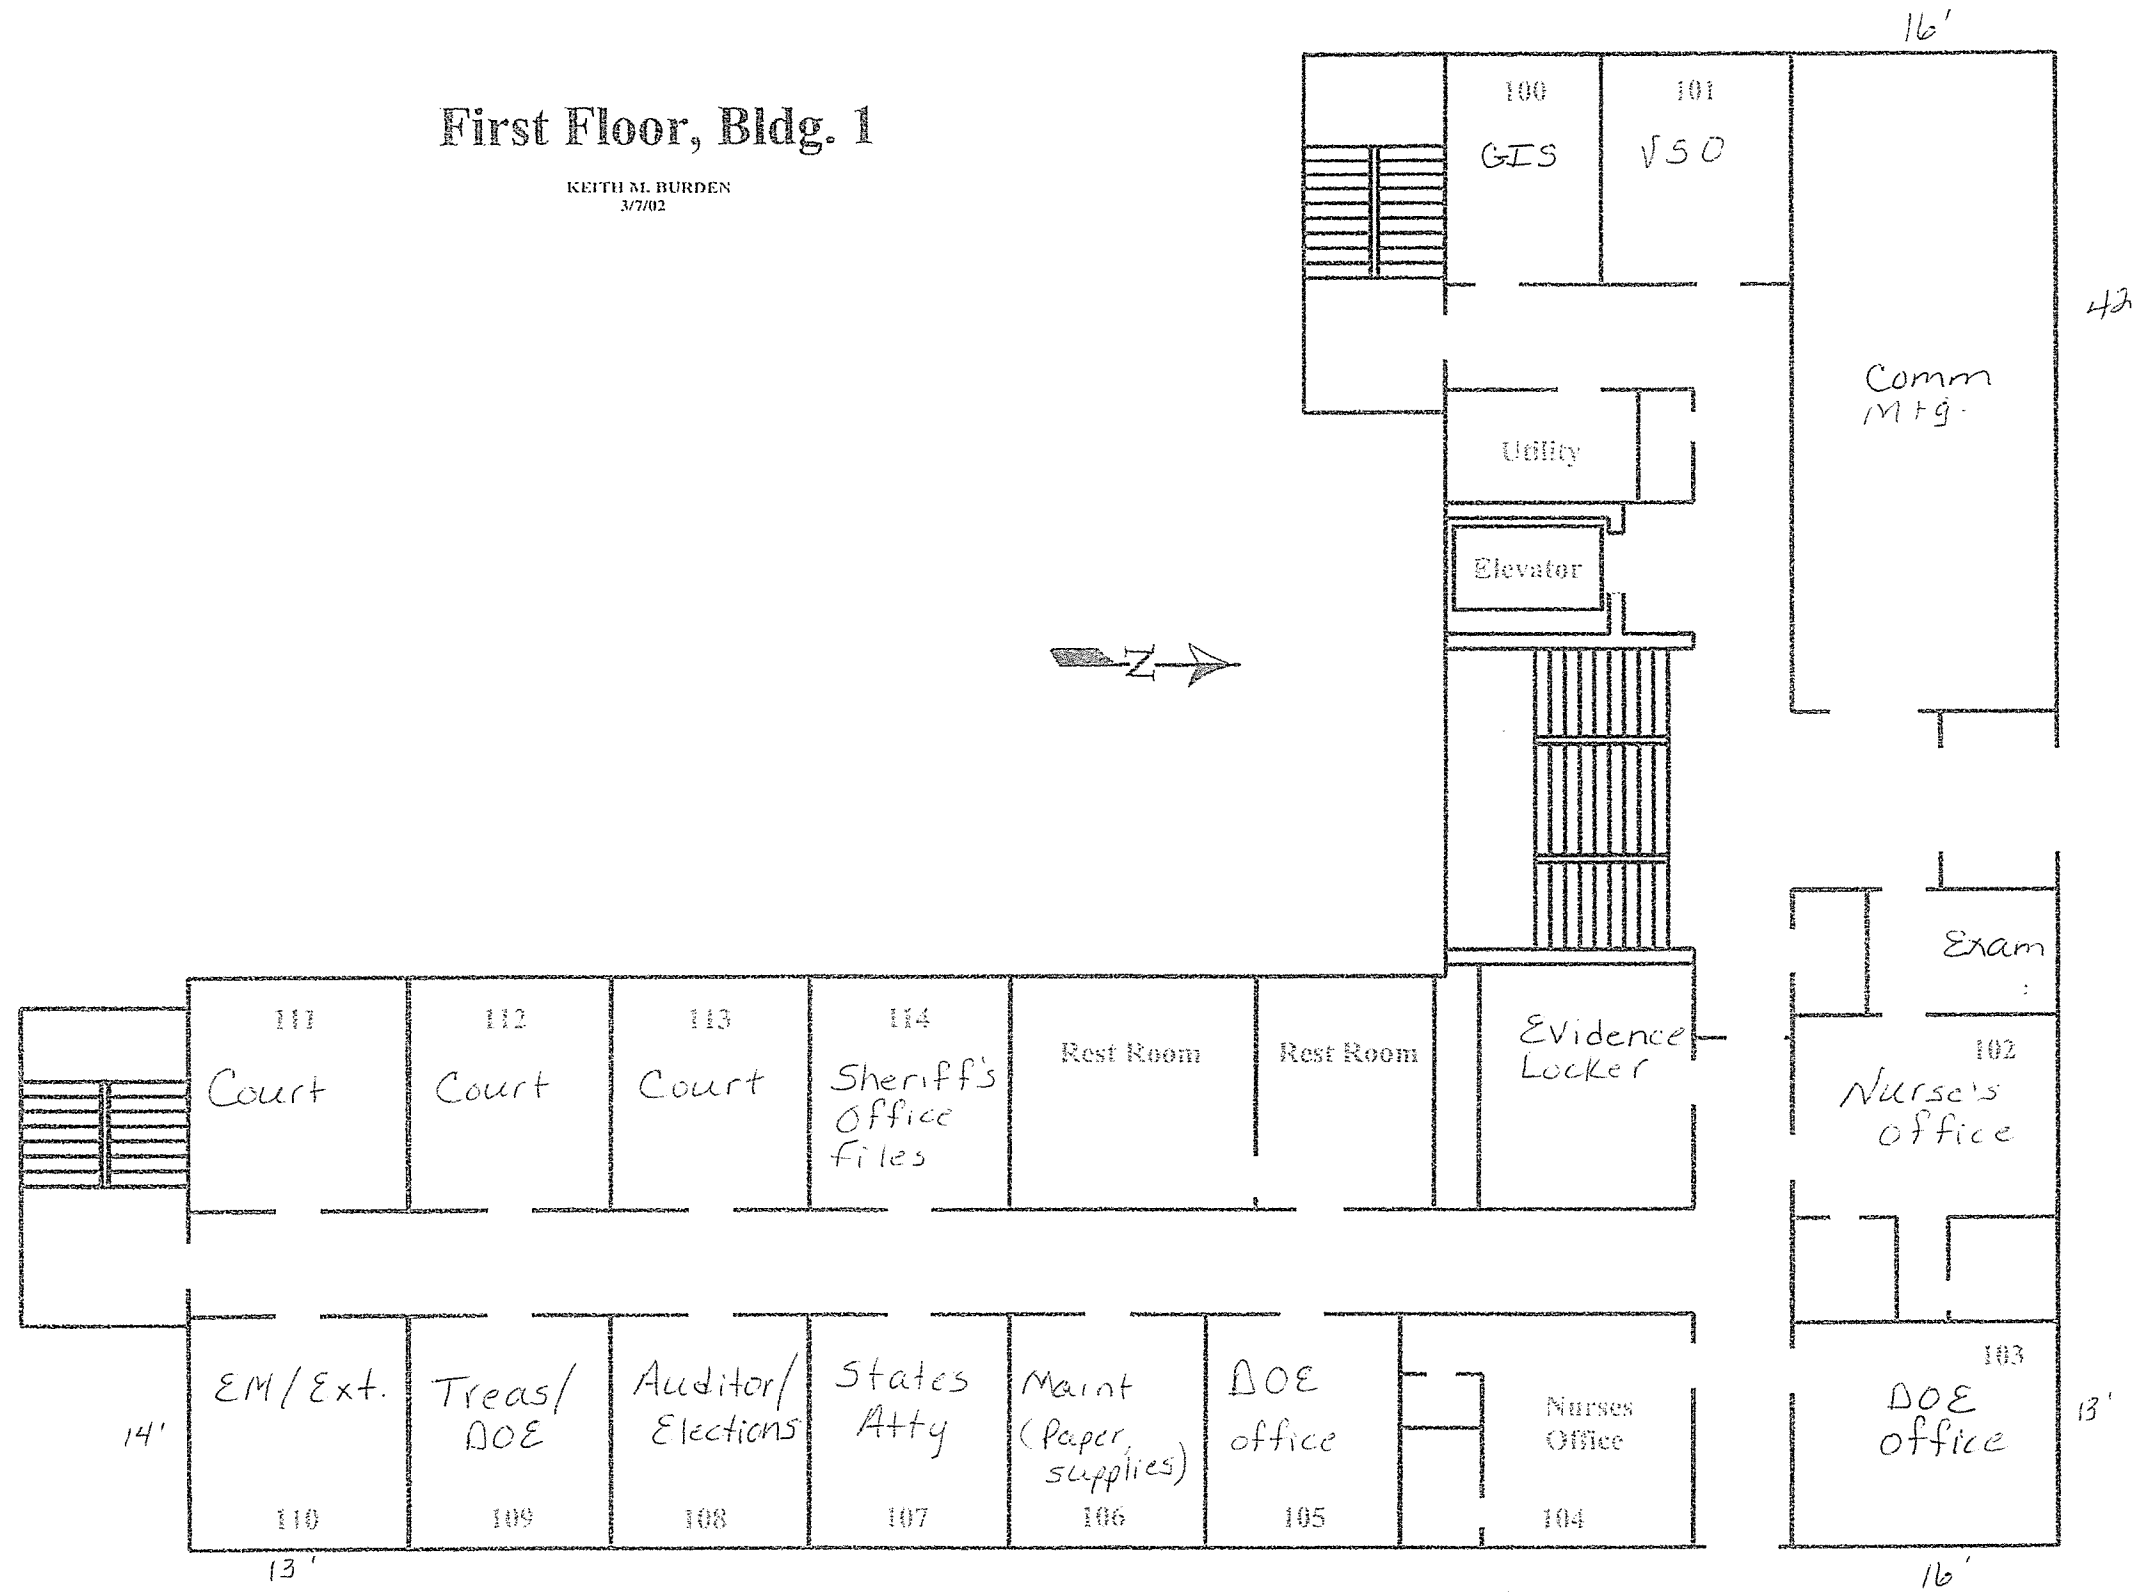 16'
First Floor, Bldg. 1
KEITH M. BURDEN
3/7/02
100
GIS
101
VSO
42
Comm
Mtg.
Utility
Elevator
N
Exam
111
Court
112
Court
113
Court
114
Sheriff's
Office
Files
Rest Room
Rest Room
Evidence
Locker
102
Nurse's
office
EM/Ext.
110
Treas/
DOE
109
Auditor/
Elections
108
States
Atty
107
Maint
(Paper,
supplies)
106
DOE
office
105
Nurses
Office
104
103
DOE
office
13'
14'
13'
16'